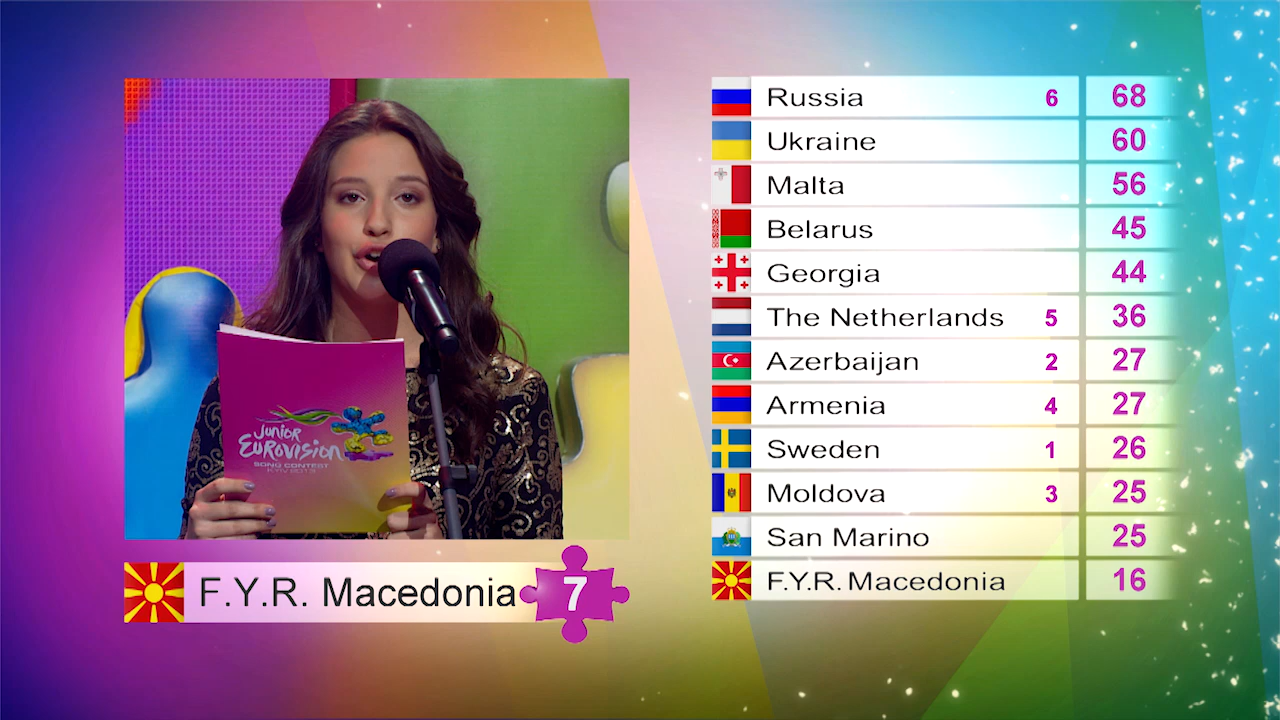 Junior
Eurovision
SONG CONTEST
KYIV 2013
F.Y.R. Macedonia 7
Russia 6 68
Ukraine 60
Malta 56
Belarus 45
Georgia 44
The Netherlands 5 36
Azerbaijan 2 27
Armenia 4 27
Sweden 1 26
Moldova 3 25
San Marino 25
F.Y.R. Macedonia 16